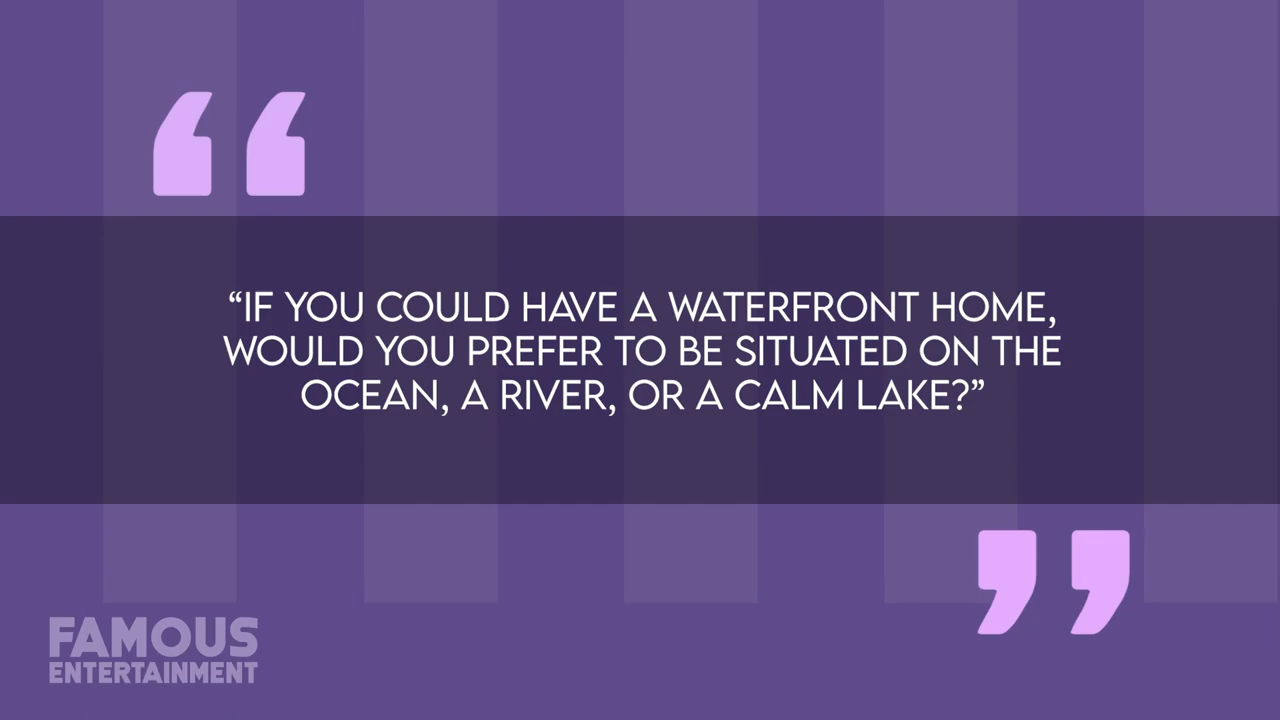 “IF YOU COULD HAVE A WATERFRONT HOME,
WOULD YOU PREFER TO BE SITUATED ON THE
OCEAN, A RIVER, OR A CALM LAKE?”
FAMOUS
ENTERTAINMENT